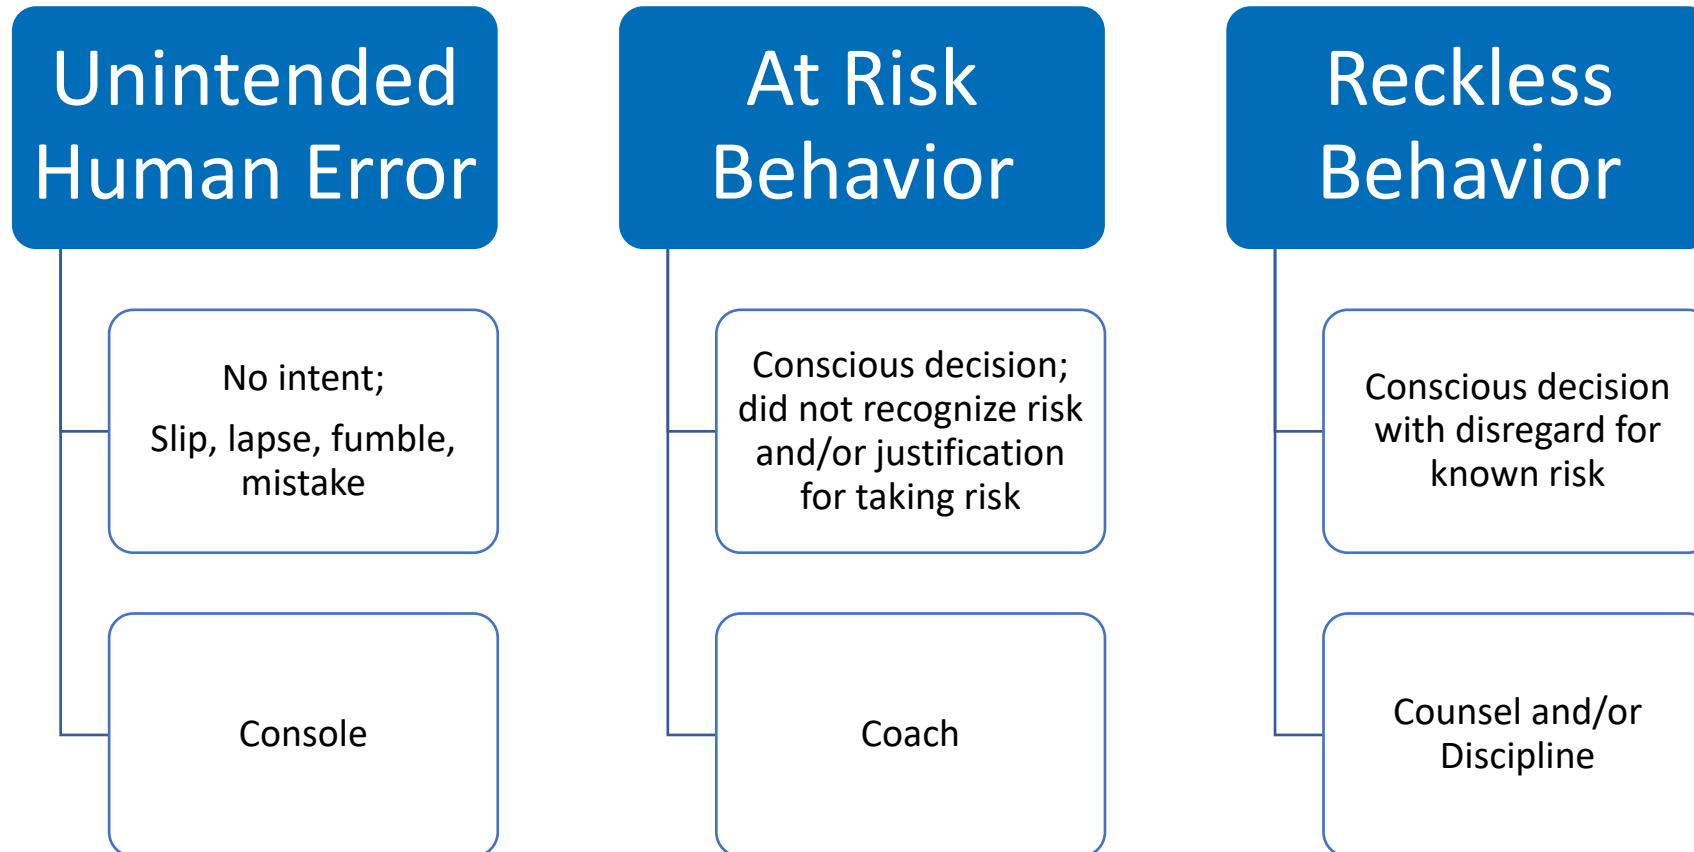 Unintended
Human Error
No intent;
Slip, lapse, fumble,
mistake
Console
At Risk
Behavior
Conscious decision;
did not recognize risk
and/or justification
for taking risk
Coach
Reckless
Behavior
Conscious decision
with disregard for
known risk
Counsel and/or
Discipline